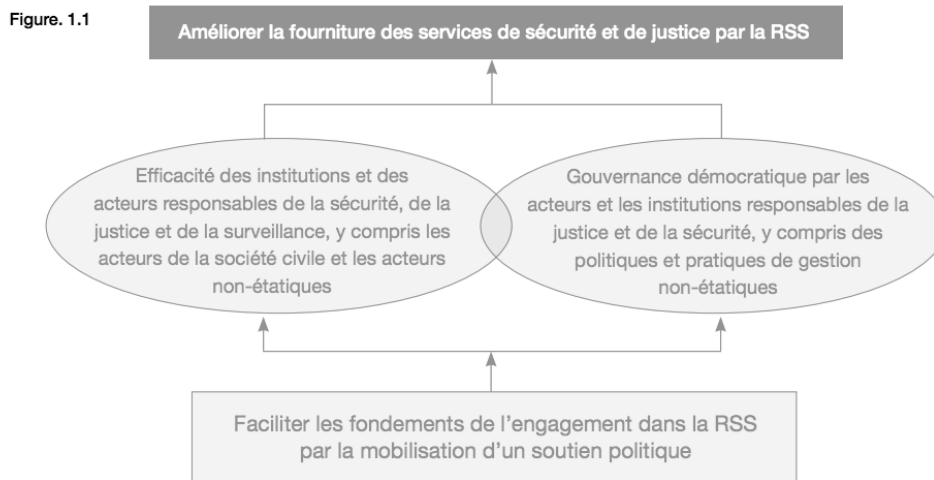 Figure. 1.1
Améliorer la fourniture des services de sécurité et de justice par la RSS
Efficacité des institutions et des
acteurs responsables de la sécurité, de la
justice et de la surveillance, y compris les
acteurs de la société civile et les acteurs
non-étatiques
Gouvernance démocratique par les
acteurs et les institutions responsables de la
justice et de la sécurité, y compris des
politiques et pratiques de gestion
non-étatiques
Faciliter les fondements de l'engagement dans la RSS
par la mobilisation d'un soutien politique